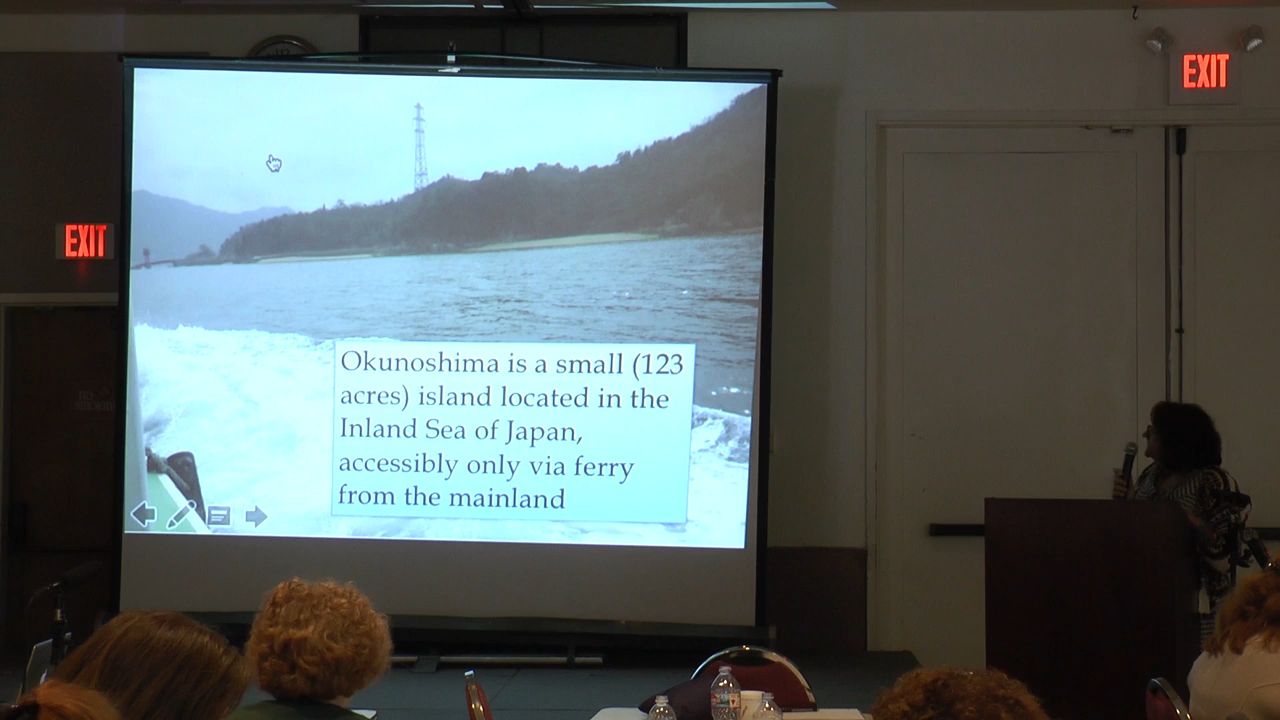 EXIT
EXIT
Okunoshima is a small (123
acres) island located in the
Inland Sea of Japan,
accessibly only via ferry
from the mainland